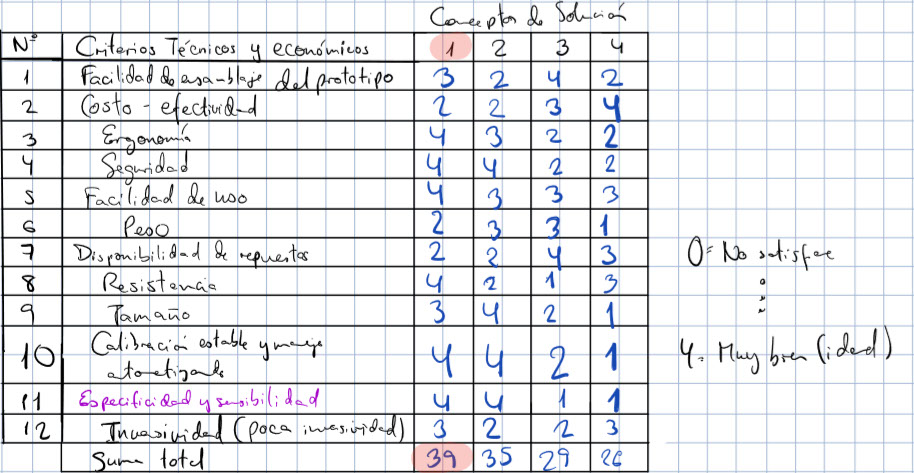 Conceptos de Solución
Nº Criterios Técnicos y económicos 1 2 3 4
1 Facilidad de ensamblaje del prototipo 3 2 4 2
2 Costo - efectividad 2 2 3 4
3 Ergonomía 4 3 2 2
4 Seguridad 4 4 2 2
5 Facilidad de uso 4 3 3 3
6 Peso 2 3 3 1
7 Disponibilidad de repuestos 2 2 4 3
8 Resistencia 4 2 1 3
9 Tamaño 3 4 2 1
10 Calibración estable y manejo
automatizado 4 4 2 1
11 Especificidad y sensibilidad 4 4 1 1
12 Invasividad (poca invasividad) 3 2 2 3
Suma total 39 35 29 26
0= No satisface
4= Muy bien (ideal)